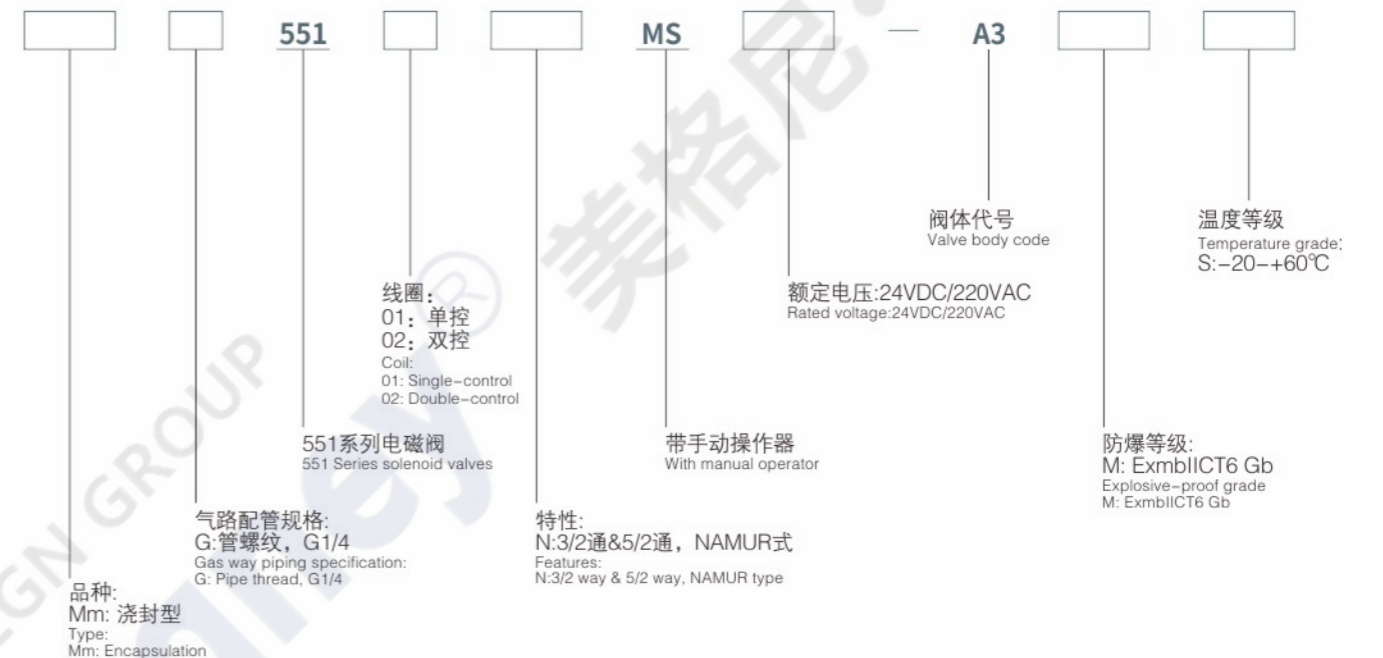 551 MS — A3
阀体代号
Valve body code
温度等级
Temperature grade:
S:-20-+60℃
线圈：
01：单控
02：双控
Coil:
01: Single-control
02: Double-control
额定电压:24VDC/220VAC
Rated voltage:24VDC/220VAC
551系列电磁阀
551 Series solenoid valves
带手动操作器
With manual operator
防爆等级:
M: ExmbIICT6 Gb
Explosive-proof grade
M: ExmbIICT6 Gb
气路配管规格:
G:管螺纹，G1/4
Gas way piping specification:
G: Pipe thread, G1/4
特性:
N:3/2通&5/2通，NAMUR式
Features:
N:3/2 way & 5/2 way, NAMUR type
品种:
Mm: 浇封型
Type:
Mm: Encapsulation
美格尼
®
GROUP